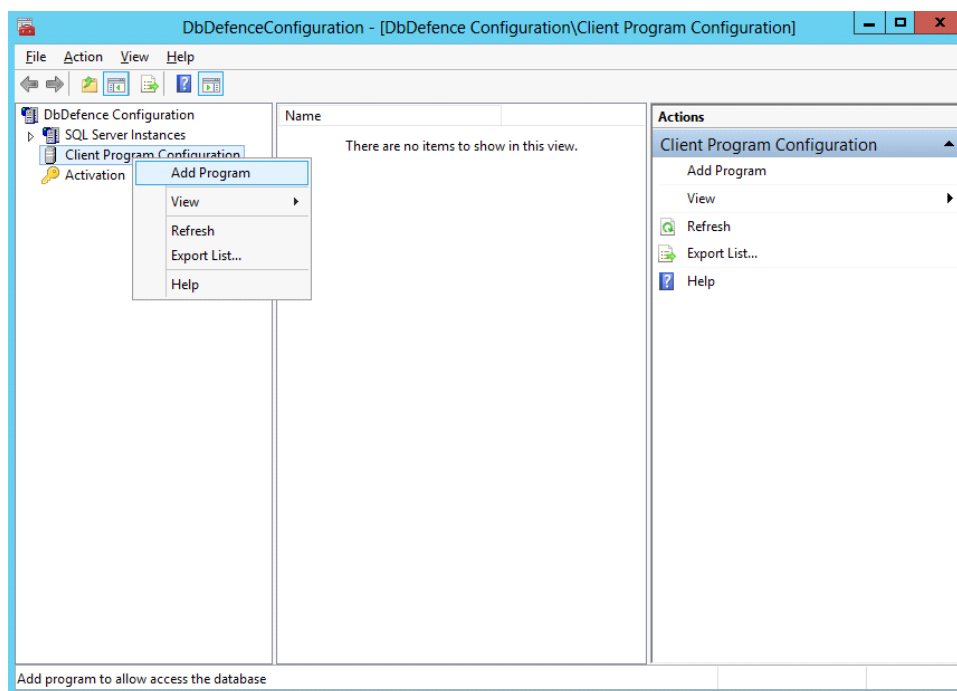 DbDefenceConfiguration - [DbDefence Configuration\Client Program Configuration]
File Action View Help
DbDefence Configuration
SQL Server Instances
Client Program Configuration
Activation
Add Program
View
Refresh
Export List...
Help
Name
There are no items to show in this view.
Actions
Client Program Configuration
Add Program
View
Refresh
Export List...
Help
Add program to allow access the database